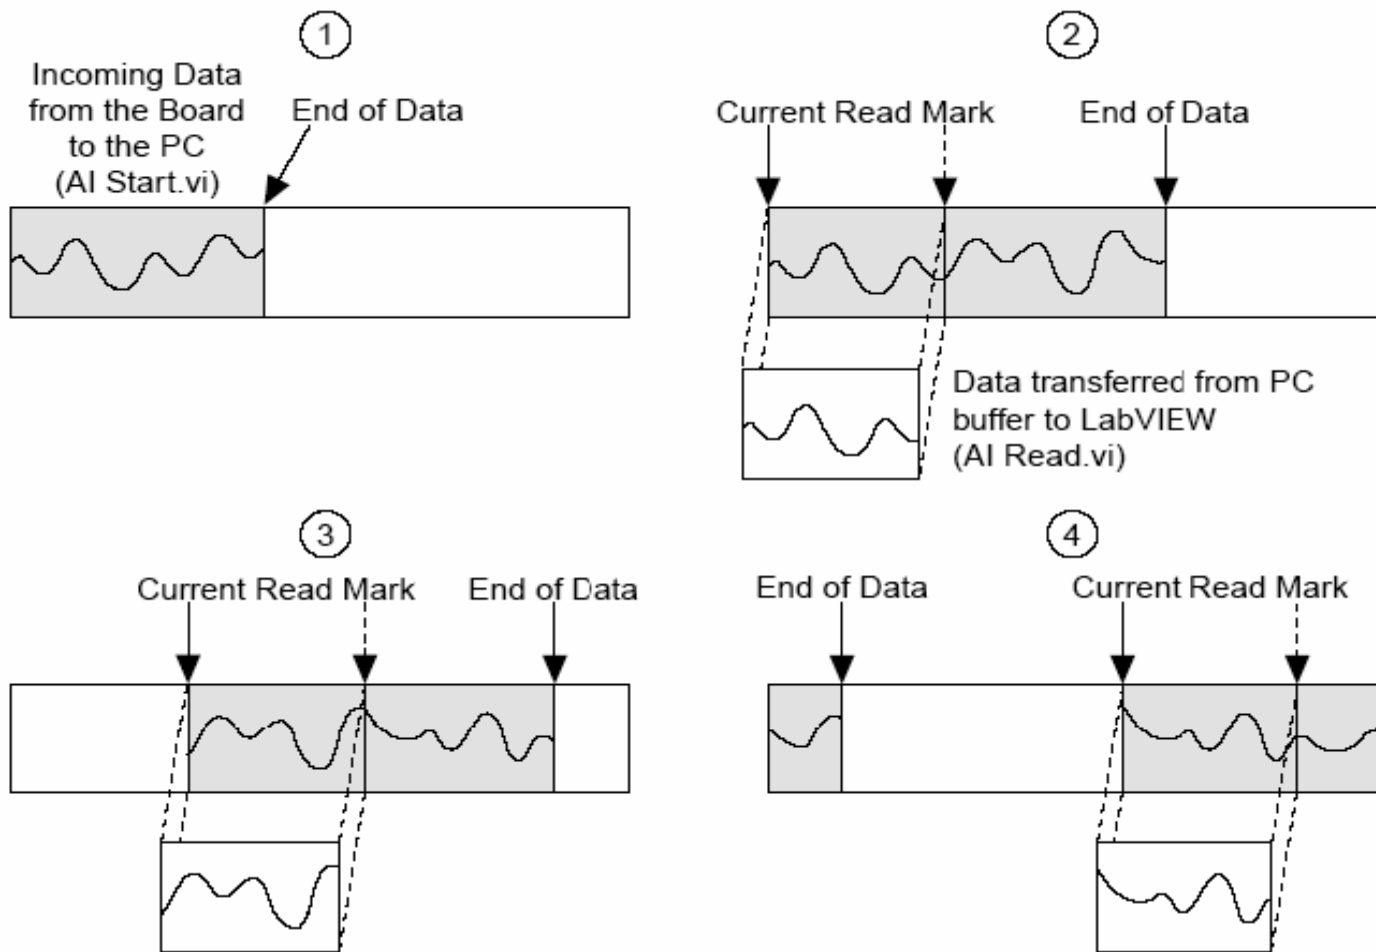 1
Incoming Data
from the Board
to the PC
(AI Start.vi)
End of Data
2
Current Read Mark
End of Data
Data transferred from PC
buffer to LabVIEW
(AI Read.vi)
3
Current Read Mark
End of Data
4
End of Data
Current Read Mark